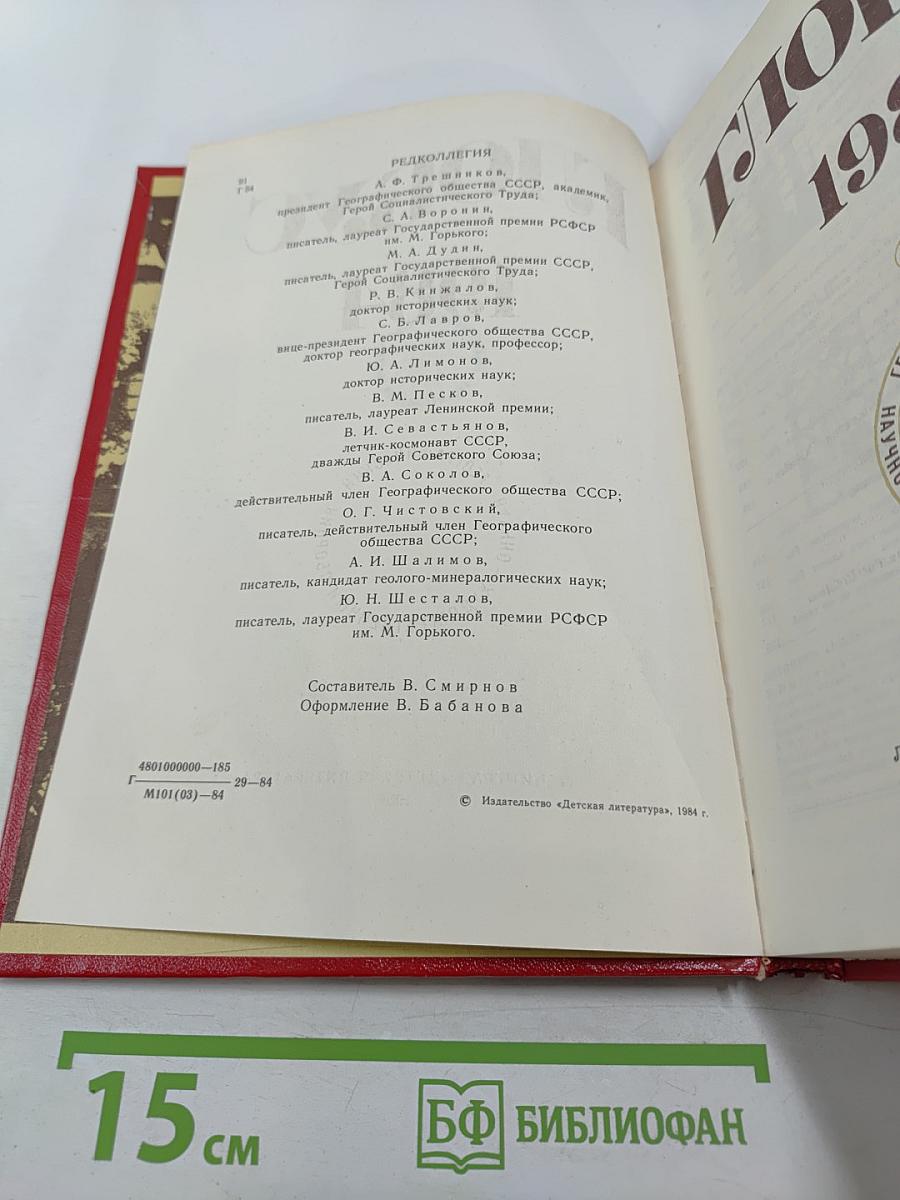 91
Г 54
РЕДКОЛЛЕГИЯ
А. Ф. Трешников,
президент Географического общества СССР, академик,
Герой Социалистического Труда;
С. А. Воронин,
писатель, лауреат Государственной премии РСФСР
им. М. Горького;
М. А. Дудин,
писатель, лауреат Государственной премии СССР,
Герой Социалистического Труда;
Р. В. Кинжалов,
доктор исторических наук;
С. Б. Лавров,
вице-президент Географического общества СССР,
доктор географических наук, профессор;
Ю. А. Лимонов,
доктор исторических наук;
В. М. Песков,
писатель, лауреат Ленинской премии;
В. И. Севастьянов,
летчик-космонавт СССР,
дважды Герой Советского Союза;
В. А. Соколов,
действительный член Географического общества СССР;
О. Г. Чистовский,
писатель, действительный член Географического
общества СССР;
А. И. Шалимов,
писатель, кандидат геолого-минералогических наук;
Ю. Н. Шесталов,
писатель, лауреат Государственной премии РСФСР
им. М. Горького.
Составитель В. Смирнов
Оформление В. Бабанова
4801000000—185
Г 29—84
М101(03)—84
© Издательство «Детская литература», 1984 г.
ГЛОБ
198
НАУЧНО
15 см
БФ БИБЛИОФАН